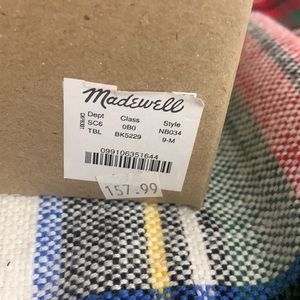 Madewell
Dept Class Style
SC6 0B0 NB034
TBL BK5229 9-M
099106351644
157.99